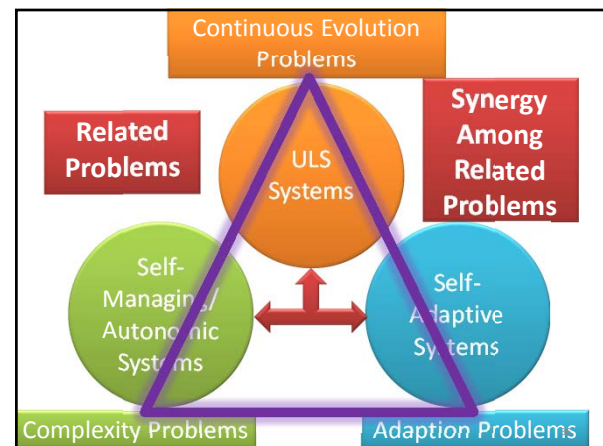 Continuous Evolution
Problems
Related
Problems
Synergy
Among
Related
Problems
ULS
Systems
Self-
Managing/
Autonomic
Systems
Self-
Adaptive
Systems
Complexity Problems
Adaption Problems